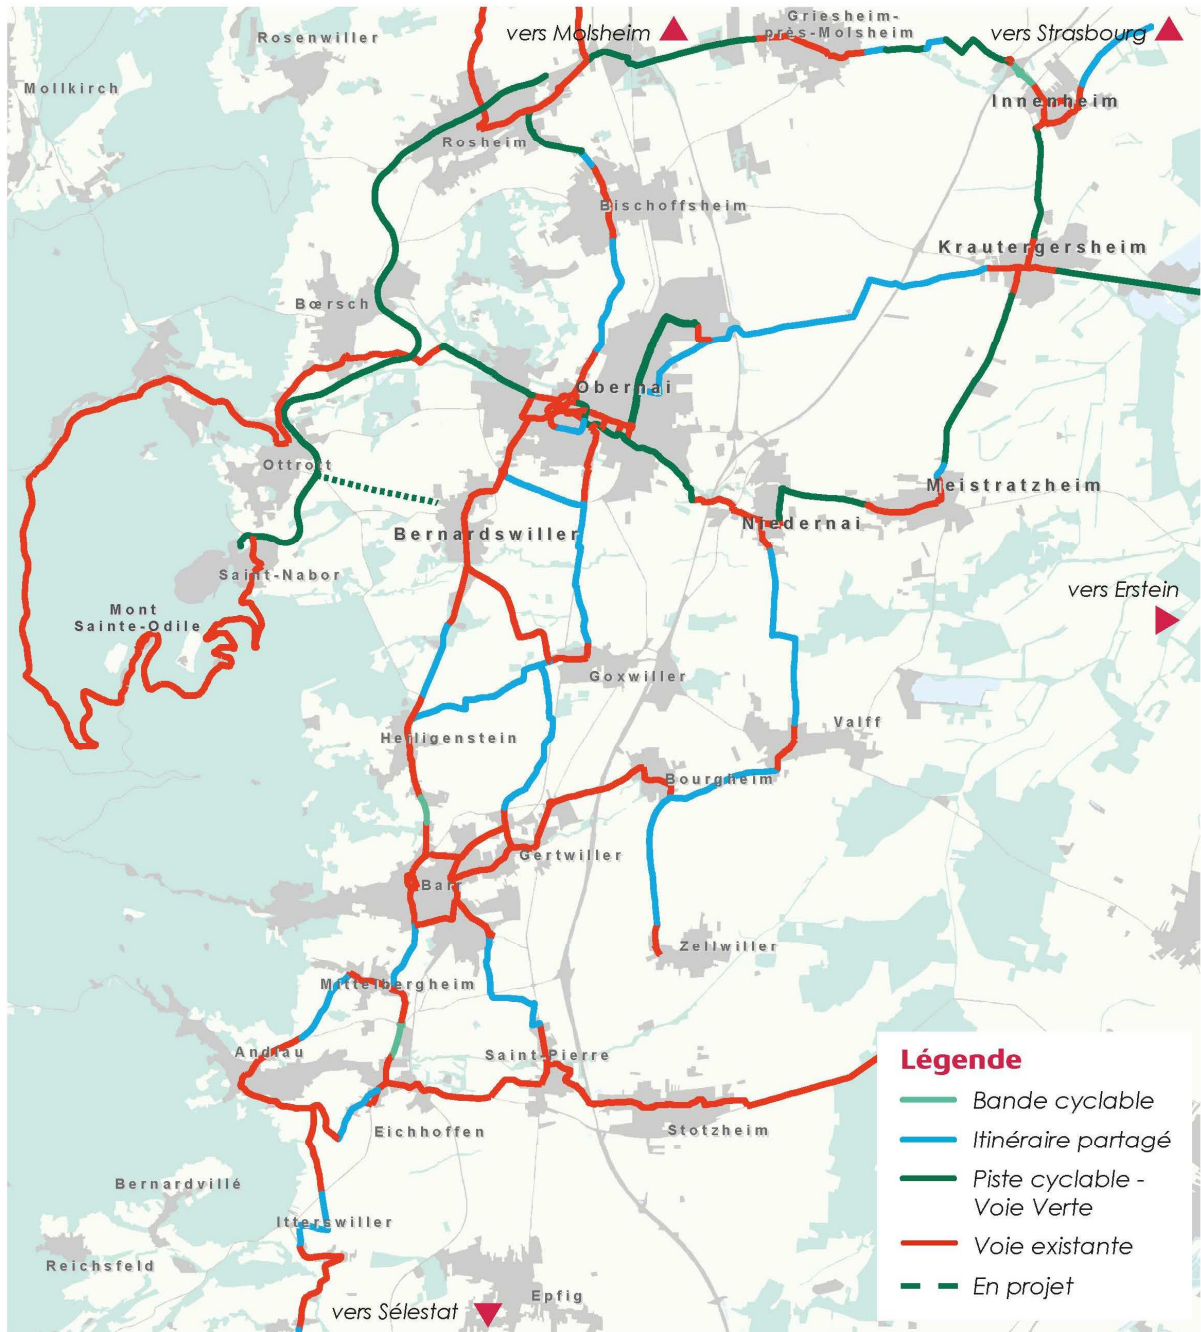 vers Molsheim
Griesheim-
près-Molsheim
vers Strasbourg
Rosenwiller
Mollkirch
Innenheim
Rosheim
Bischoffsheim
Krautergersheim
Bœrsch
Obernai
Ottrott
Meistratzheim
Niedernai
Bernardswiller
Saint-Nabor
vers Erstein
Mont
Sainte-Odile
Goxwiller
Valff
Heiligenstein
Bourgheim
Gertwiller
Barr
Zellwiller
Mittelbergheim
Andlau
Saint-Pierre
Eichhoffen
Stotzheim
Bernardvillé
Itterswiller
Reichsfeld
Epfig
vers Sélestat
Légende
Bande cyclable
Itinéraire partagé
Piste cyclable -
Voie Verte
Voie existante
En projet